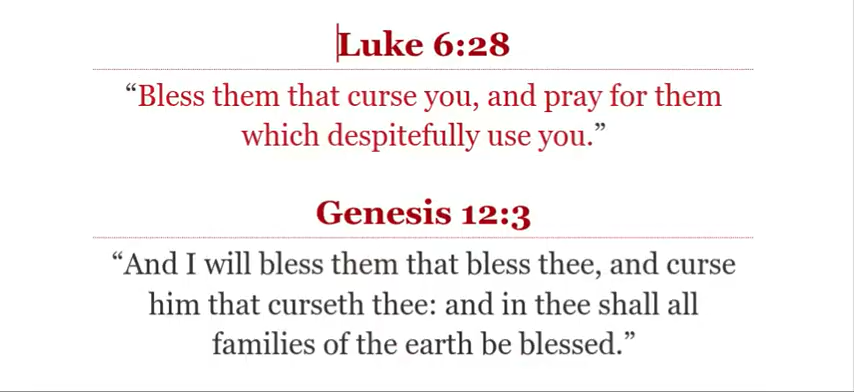 Luke 6:28
“Bless them that curse you, and pray for them
which despitefully use you.”
Genesis 12:3
“And I will bless them that bless thee, and curse
him that curseth thee: and in thee shall all
families of the earth be blessed.”